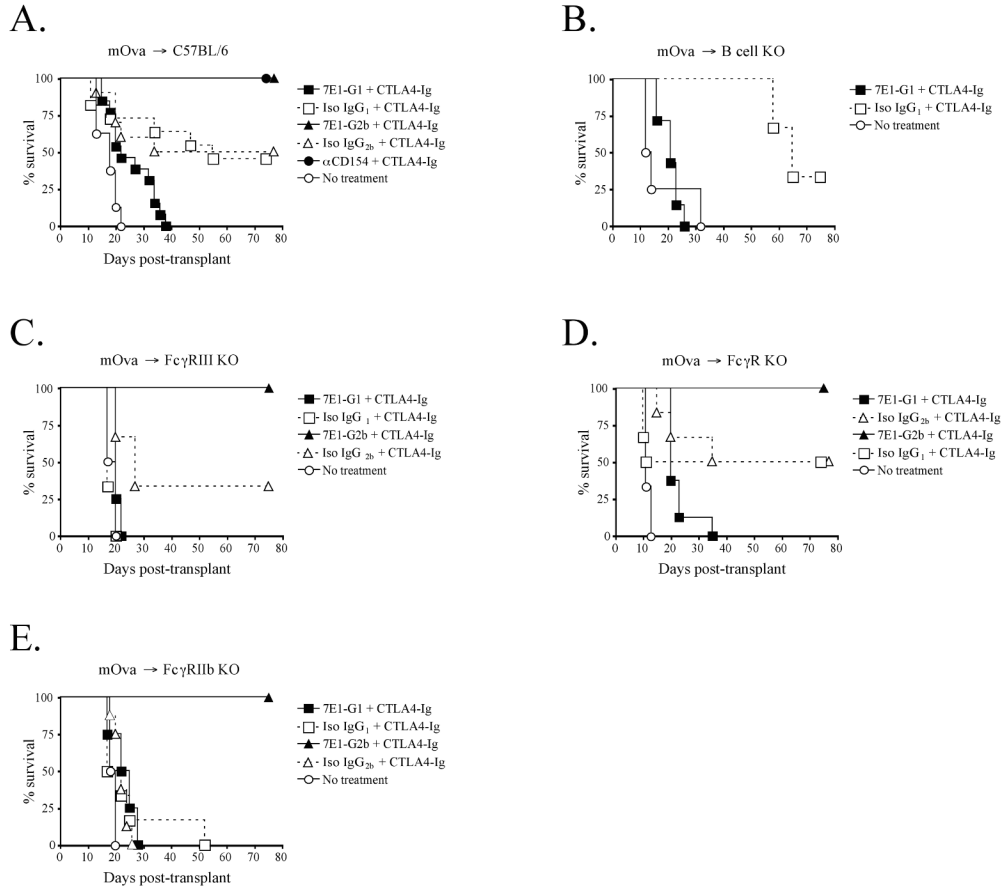 A.
mOva → C57BL/6
% survival
100
75
50
25
0
0 10 20 30 40 50 60 70 80
Days post-transplant
7E1-G1 + CTLA4-Ig
Iso IgG1 + CTLA4-Ig
7E1-G2b + CTLA4-Ig
Iso IgG2b + CTLA4-Ig
αCD154 + CTLA4-Ig
No treatment
B.
mOva → B cell KO
% survival
100
75
50
25
0
0 10 20 30 40 50 60 70 80
Days post-transplant
7E1-G1 + CTLA4-Ig
Iso IgG1 + CTLA4-Ig
No treatment
C.
mOva → FcγRIII KO
% survival
100
75
50
25
0
0 10 20 30 40 50 60 70 80
Days post-transplant
7E1-G1 + CTLA4-Ig
Iso IgG 1 + CTLA4-Ig
7E1-G2b + CTLA4-Ig
Iso IgG 2b + CTLA4-Ig
No treatment
D.
mOva → FcγR KO
% survival
100
75
50
25
0
0 10 20 30 40 50 60 70 80
Days post-transplant
7E1-G1 + CTLA4-Ig
Iso IgG2b + CTLA4-Ig
7E1-G2b + CTLA4-Ig
Iso IgG1 + CTLA4-Ig
No treatment
E.
mOva → FcγRIIb KO
% survival
100
75
50
25
0
0 10 20 30 40 50 60 70 80
Days post-transplant
7E1-G1 + CTLA4-Ig
Iso IgG1 + CTLA4-Ig
7E1-G2b + CTLA4-Ig
Iso IgG2b + CTLA4-Ig
No treatment